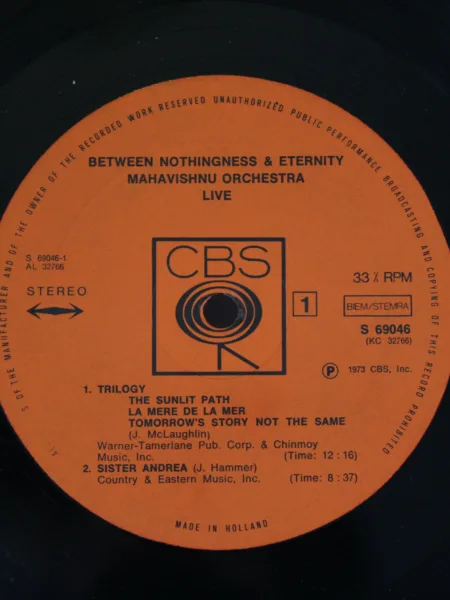 S OF THE MANUFACTURER AND OF THE OWNER OF THE RECORDED WORK RESERVED UNAUTHORIZED PUBLIC PERFORMANCE BROADCASTING AND COPYING OF THIS RECORD PROHIBITED
BETWEEN NOTHINGNESS & ETERNITY
MAHAVISHNU ORCHESTRA
LIVE
S 69046-1
AL 32766
STEREO
CBS
1
33⅓ RPM
BIEM/STEMRA
S 69046
(KC 32766)
℗ 1973 CBS, Inc.
1. TRILOGY
THE SUNLIT PATH
LA MERE DE LA MER
TOMORROW'S STORY NOT THE SAME
(J. McLaughlin)
Warner-Tamerlane Pub. Corp. & Chinmoy
Music, Inc. (Time: 12 : 16)
2. SISTER ANDREA (J. Hammer)
Country & Eastern Music, Inc. (Time: 8 : 37)
MADE IN HOLLAND